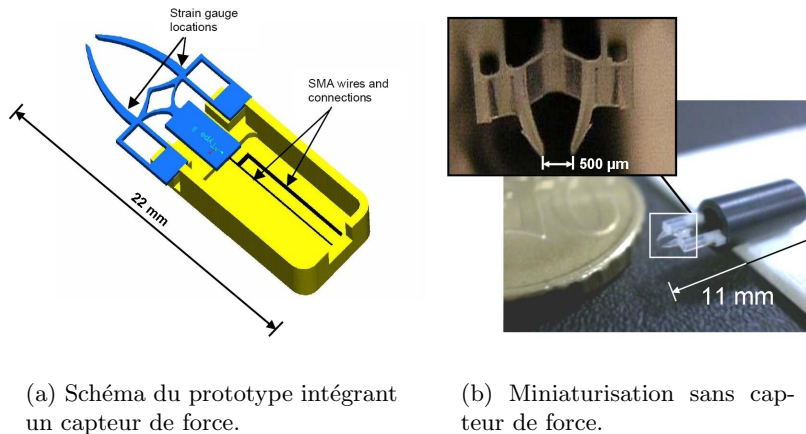 Strain gauge
locations
SMA wires and
connections
22 mm
500 µm
11 mm
(a) Schéma du prototype intégrant
un capteur de force.
(b) Miniaturisation sans cap-
teur de force.